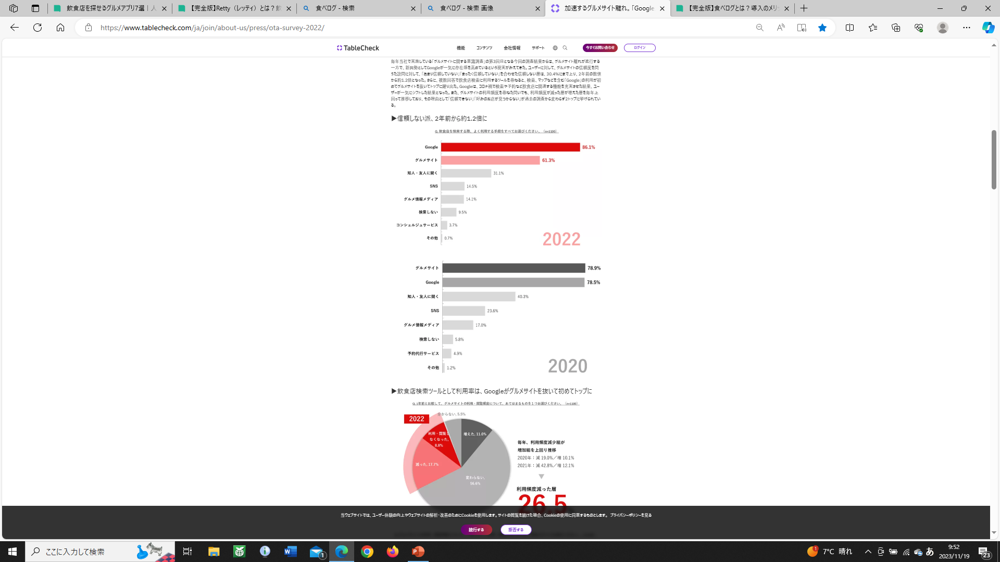 飲食店を探せるグルメアプリ7選｜人
【完全版】Retty（レッティ）とは？飲
食べログ - 検索
食べログ - 検索 画像
加速するグルメサイト離れ。「Google
【完全版】食べログとは？導入のメリッ
https://www.tablecheck.com/ja/join/about-us/press/ota-survey-2022/
TableCheck
機能
コンテンツ
会社情報
サポート
今すぐお問い合わせ
ログイン
毎年当社で実施している「グルメサイトに関する意識調査」の第3回目となる今回の調査結果からは、グルメサイト離れが進行する
一方で、新興勢としてGoogleが一気に存在感を高めているという現実がみえてきた。ユーザーに対して、グルメサイトの信頼度を問
うた設問に対して、「あまり信頼していない」「まったく信頼していない」を合わせた信頼しない層は、30.4%にまで上り、2年前の数値
から約1.2倍となった。さらに、複数回答で飲食店検索に利用するツールを尋ねると、検索、マップなどを含む「Google」の利用が初
めてグルメサイトを抜いてトップに躍り出た。Googleは、コロナ禍で検索や予約など飲食店に関連する機能を充実させた結果、ユー
ザーが一気にシフトした結果となった。また、グルメサイトの利用頻度を尋ねた問いでも、利用頻度が減った層が増えた層を毎年上
回って推移しており、その理由として「信頼できない」「好みのお店が見つからない」が過去の調査から変わらず2トップに挙げられてい
る。
▶信頼しない派、2年前から約1.2倍に
Q. 飲食店を検索する際、よく利用する手段をすべてお選びください。（n=1100）
Google 86.1%
グルメサイト 61.3%
知人・友人に聞く 31.1%
SNS 14.5%
グルメ情報メディア 14.1%
検索しない 9.5%
コンシェルジュサービス 3.7%
その他 0.7%
2022
グルメサイト 78.9%
Google 78.5%
知人・友人に聞く 40.3%
SNS 23.6%
グルメ情報メディア 17.0%
検索しない 5.8%
予約代行サービス 4.9%
その他 1.2%
2020
▶飲食店検索ツールとして利用率は、Googleがグルメサイトを抜いて初めてトップに
Q. 1年前と比較して、グルメサイトの利用・閲覧頻度について、あてはまるものを１つお選びください。（n=1100）
2022
分からない, 5.5%
利用・閲覧し
なくなった,
8.8%
増えた, 11.0%
減った, 17.7%
変わらない,
56.6%
毎年、利用頻度減少組が
増加組を上回り推移
2020年：減 19.0%／増 10.1%
2021年：減 42.8%／増 12.1%
利用頻度減った層
26.5
当ウェブサイトでは、ユーザー体験の向上やウェブサイトの解析・改善のためにCookieを使用します。サイトの閲覧を続けた場合、Cookieの使用に同意するものとします。 プライバシーポリシーを見る
続行する
拒否する
ここに入力して検索
1
1
7°C 晴れ
あ
9:52
2023/11/19
23